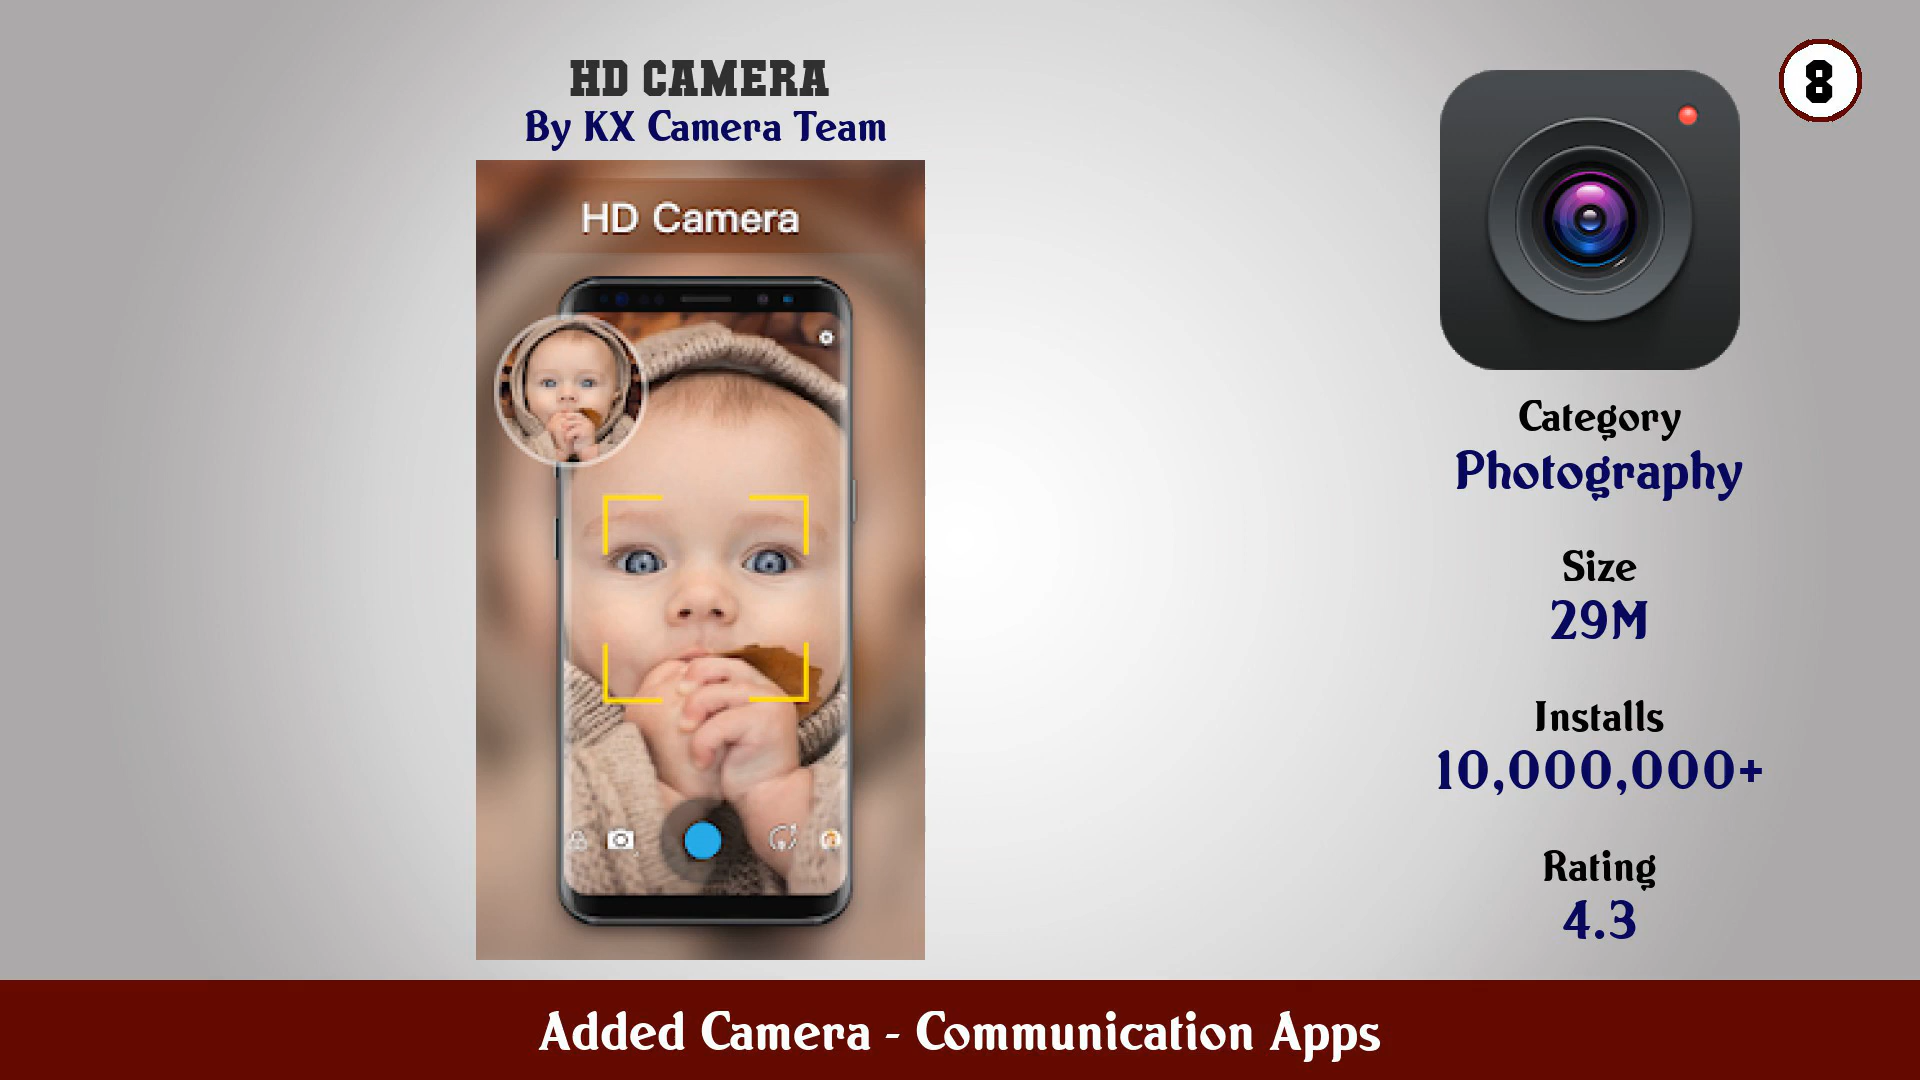 HD CAMERA
By KX Camera Team
HD Camera
8
Category
Photography
Size
29M
Installs
10,000,000+
Rating
4.3
Added Camera - Communication Apps